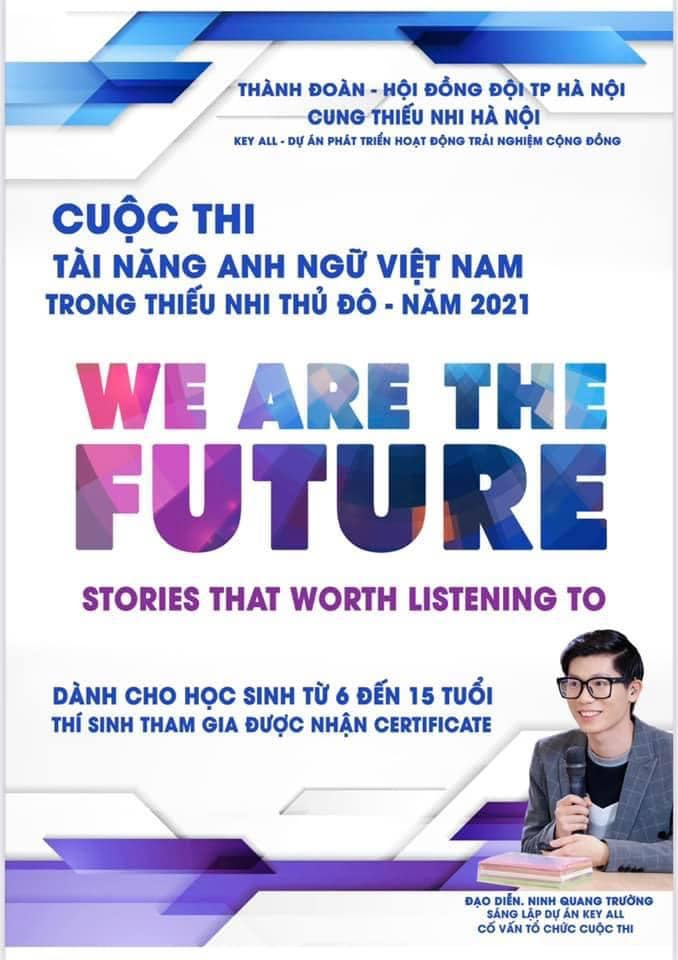 THÀNH ĐOÀN - HỘI ĐỒNG ĐỘI TP HÀ NỘI
CUNG THIẾU NHI HÀ NỘI
KEY ALL - DỰ ÁN PHÁT TRIỂN HOẠT ĐỘNG TRẢI NGHIỆM CỘNG ĐỒNG
CUỘC THI
TÀI NĂNG ANH NGỮ VIỆT NAM
TRONG THIẾU NHI THỦ ĐÔ - NĂM 2021
WE ARE THE
FUTURE
STORIES THAT WORTH LISTENING TO
DÀNH CHO HỌC SINH TỪ 6 ĐẾN 15 TUỔI
THÍ SINH THAM GIA ĐƯỢC NHẬN CERTIFICATE
ĐẠO DIỄN. NINH QUANG TRƯỜNG
SÁNG LẬP DỰ ÁN KEY ALL
CỐ VẤN TỔ CHỨC CUỘC THI